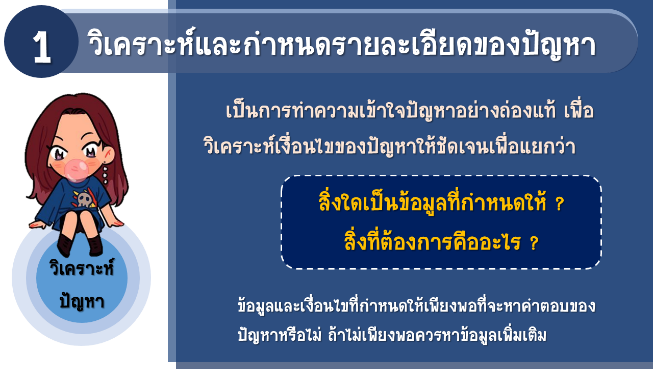 1 วิเคราะห์และกำหนดรายละเอียดของปัญหา
เป็นการทำความเข้าใจปัญหาอย่างถ่องแท้ เพื่อ
วิเคราะห์เงื่อนไขของปัญหาให้ชัดเจนเพื่อแยกว่า
สิ่งใดเป็นข้อมูลที่กำหนดให้ ?
สิ่งที่ต้องการคืออะไร ?
วิเคราะห์
ปัญหา
ข้อมูลและเงื่อนไขที่กำหนดให้เพียงพอที่จะหาคำตอบของ
ปัญหาหรือไม่ ถ้าไม่เพียงพอควรหาข้อมูลเพิ่มเติม